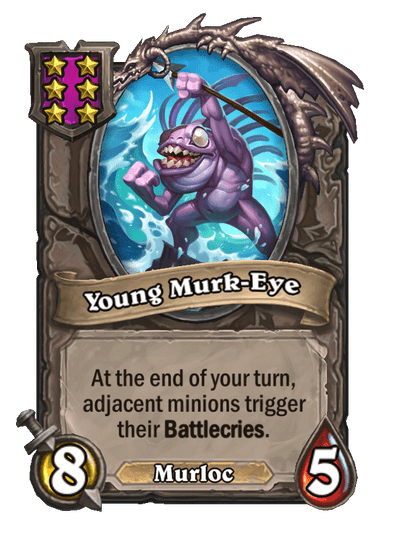 Young Murk-Eye
At the end of your turn,
adjacent minions trigger
their Battlecries.
8
Murloc
5